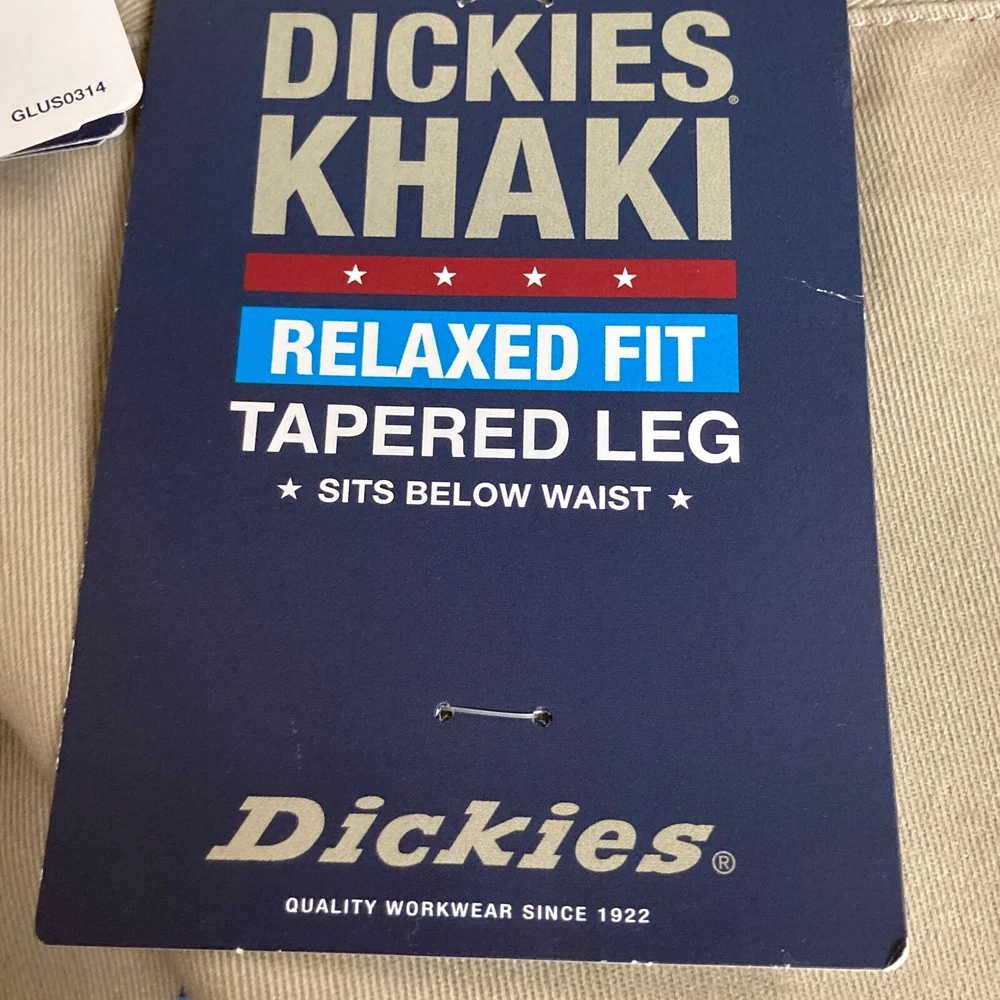 GLUS0314
DICKIES®
KHAKI
★ ★ ★ ★
RELAXED FIT
TAPERED LEG
★ SITS BELOW WAIST ★
Dickies®
QUALITY WORKWEAR SINCE 1922